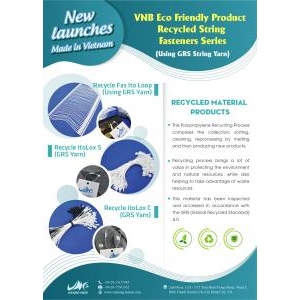 New
launches
Made in Vietnam
VNB Eco Friendly Product
Recycled String
Fasteners Series
(Using GRS String Yarn)
Recycle Fas Ito Loop
(Using GRS Yarn)
Recycle ItoLox S
(GRS Yarn)
Recycle ItoLax C
(GRS Yarn)
RECYCLED MATERIAL
PRODUCTS
The Polypropylene Recycling Process
comprises the collection, sorting,
cleaning, reprocessing by melting
and then producing new products.
Recycling process brings a lot of
value in protecting the environment
and natural resources, while also
helping to take advantage of waste
resources.
This material has been inspected
and accessed in accordance with
the GRS (Global Recycled Standard)
4.0